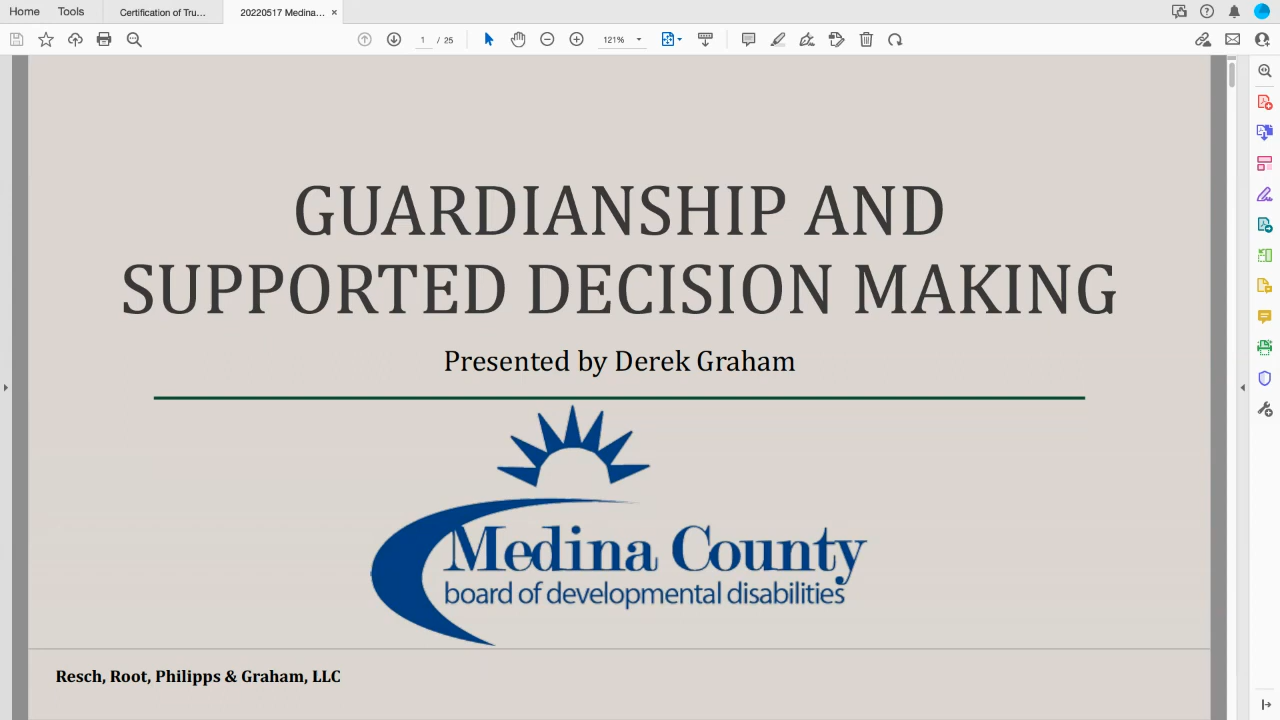 Home
Tools
Certification of Tru...
20220517 Medina...
1 / 25
121%
GUARDIANSHIP AND
SUPPORTED DECISION MAKING
Presented by Derek Graham
Medina County
board of developmental disabilities
Resch, Root, Philipps & Graham, LLC